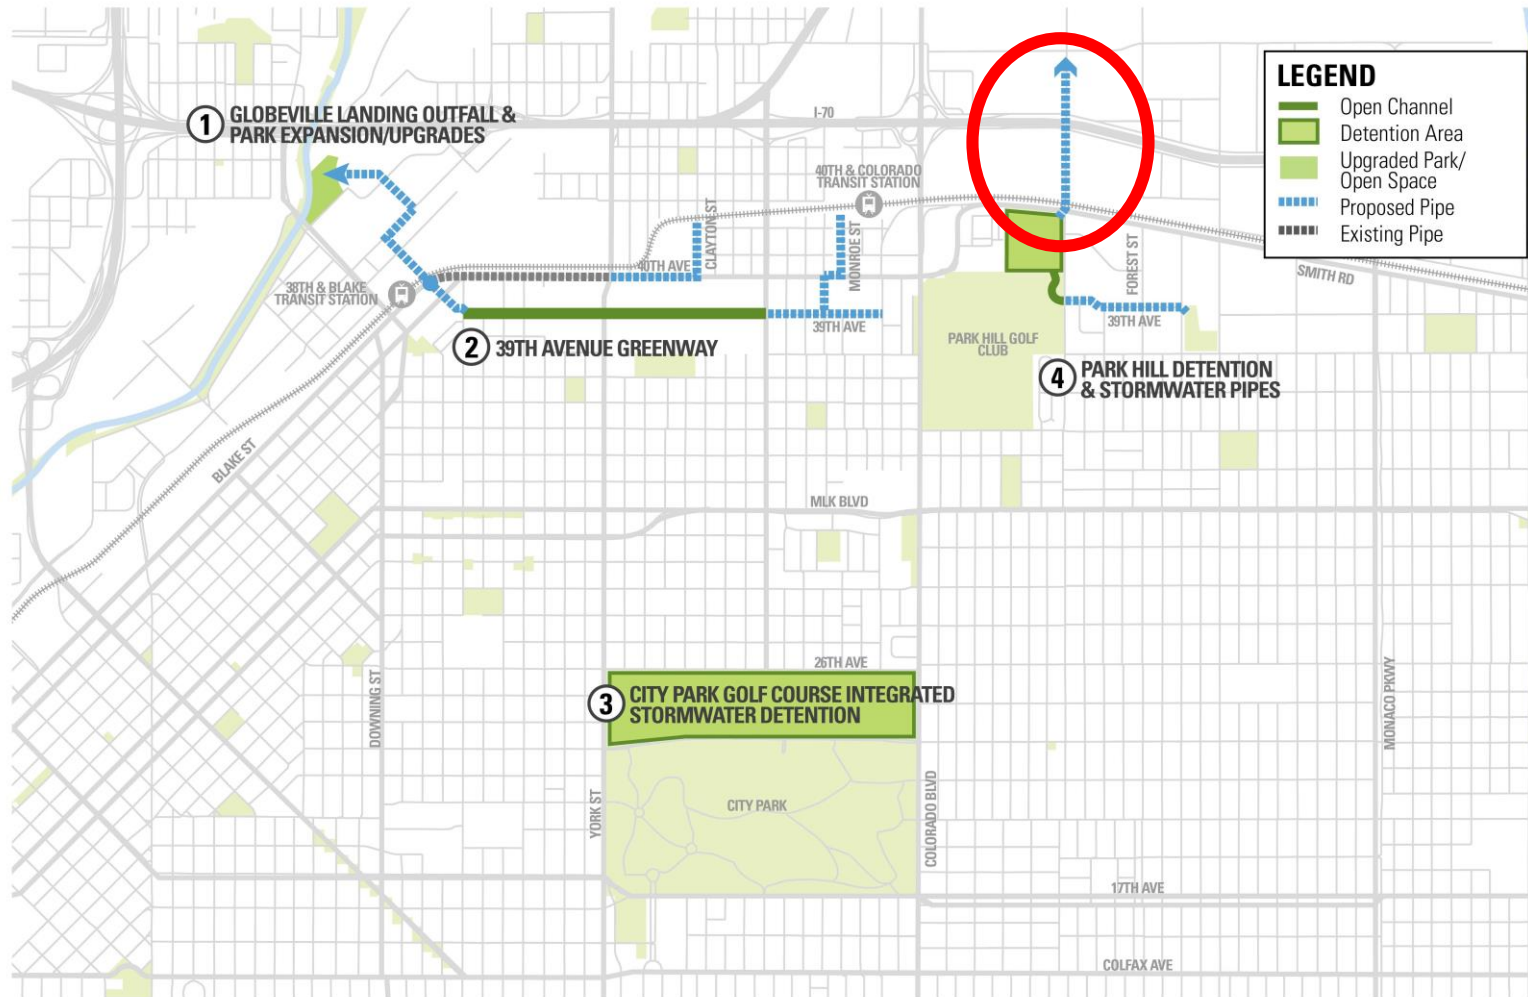 1 GLOBEVILLE LANDING OUTFALL &
PARK EXPANSION/UPGRADES
I-70
40TH & COLORADO
TRANSIT STATION
LEGEND
Open Channel
Detention Area
Upgraded Park/
Open Space
Proposed Pipe
Existing Pipe
CLAYTON ST
MONROE ST
FOREST ST
40TH AVE
SMITH RD
38TH & BLAKE
TRANSIT STATION
39TH AVE
39TH AVE
2 39TH AVENUE GREENWAY
PARK HILL GOLF
CLUB
4 PARK HILL DETENTION
& STORMWATER PIPES
BLAKE ST
MLK BLVD
26TH AVE
3 CITY PARK GOLF COURSE INTEGRATED
STORMWATER DETENTION
DOWNING ST
MONACO PKWY
YORK ST
CITY PARK
COLORADO BLVD
17TH AVE
COLFAX AVE